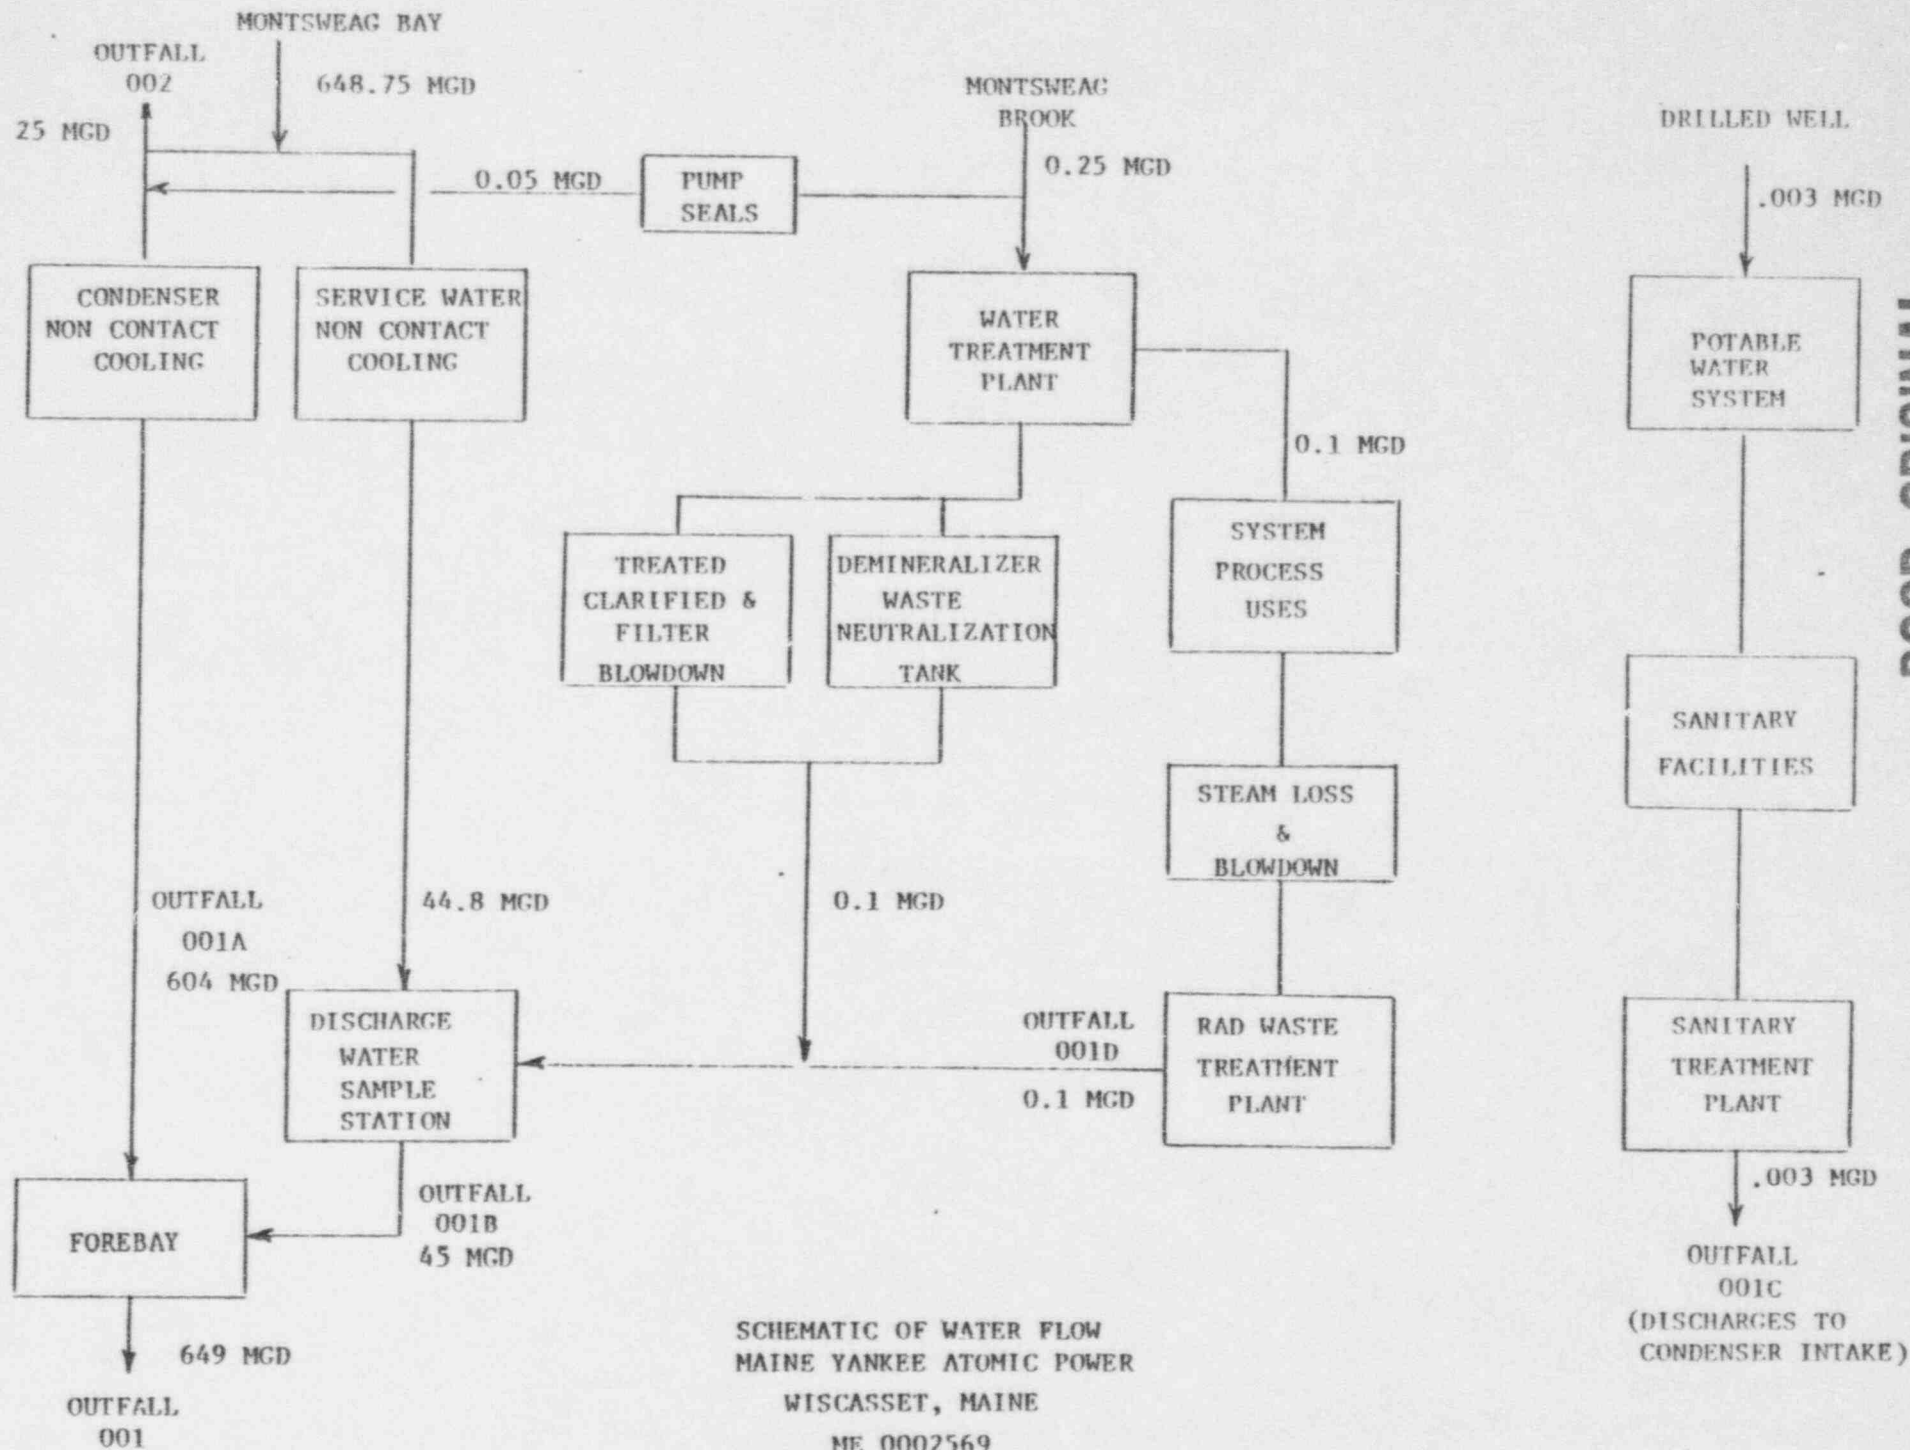 MONTSWEAG BAY
OUTFALL
002
648.75 MGD
25 MGD
MONTSWEAG
BROOK
0.25 MGD
0.05 MGD
PUMP
SEALS
DRILLED WELL
.003 MGD
CONDENSER
NON CONTACT
COOLING
SERVICE WATER
NON CONTACT
COOLING
WATER
TREATMENT
PLANT
POTABLE
WATER
SYSTEM
0.1 MGD
TREATED
CLARIFIED &
FILTER
BLOWDOWN
DEMINERALIZER
WASTE
NEUTRALIZATION
TANK
SYSTEM
PROCESS
USES
SANITARY
FACILITIES
STEAM LOSS
&
BLOWDOWN
OUTFALL
001A
604 MGD
44.8 MGD
0.1 MGD
DISCHARGE
WATER
SAMPLE
STATION
OUTFALL
001D
0.1 MGD
RAD WASTE
TREATMENT
PLANT
SANITARY
TREATMENT
PLANT
.003 MGD
FOREBAY
OUTFALL
001B
45 MGD
OUTFALL
001C
(DISCHARGES TO
CONDENSER INTAKE)
649 MGD
OUTFALL
001
SCHEMATIC OF WATER FLOW
MAINE YANKEE ATOMIC POWER
WISCASSET, MAINE
ME 0002569